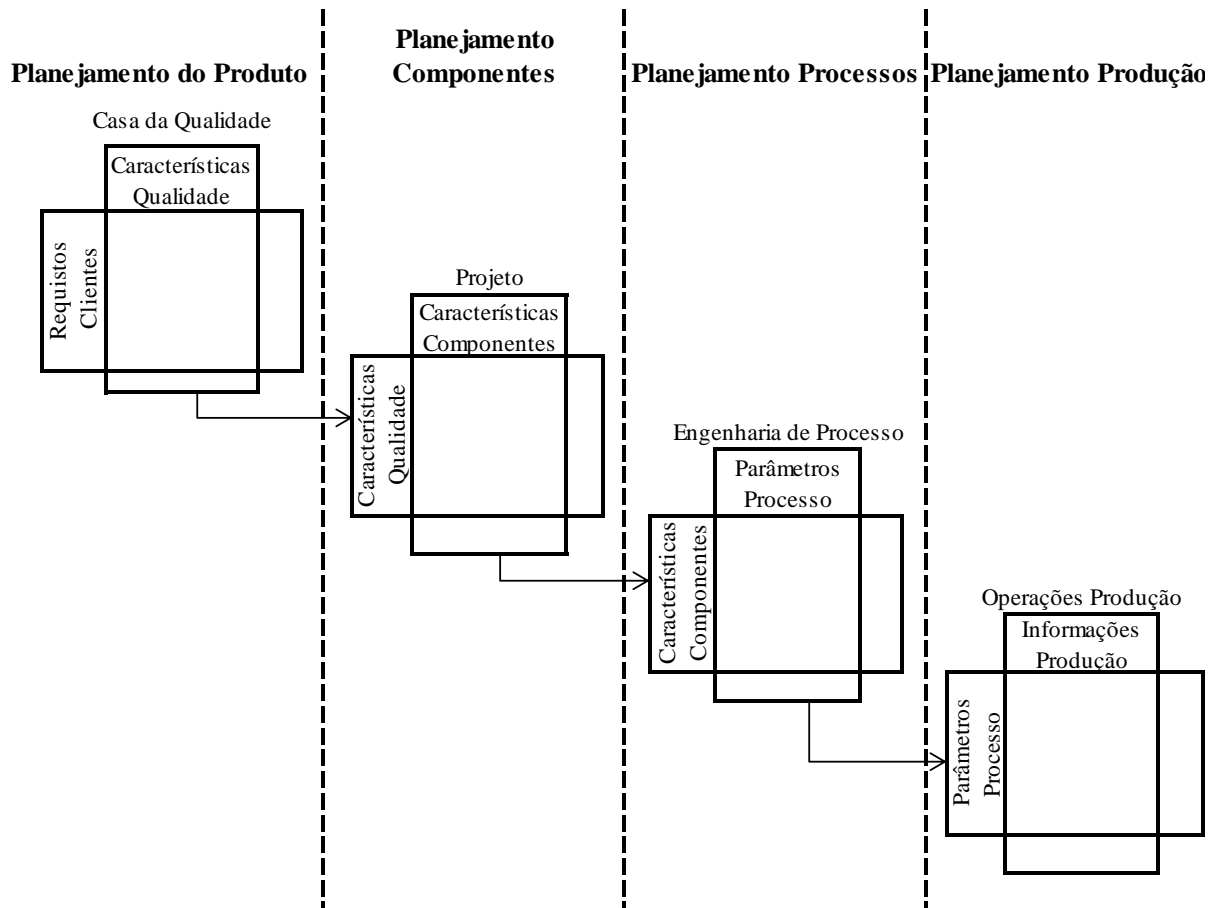 Planejamento do Produto
Planejamento
Componentes
Planejamento Processos
Planejamento Produção
Casa da Qualidade
Características
Qualidade
Requistos
Clientes
Projeto
Características
Componentes
Características
Qualidade
Engenharia de Processo
Parâmetros
Processo
Características
Componentes
Operações Produção
Informações
Produção
Parâmetros
Processo